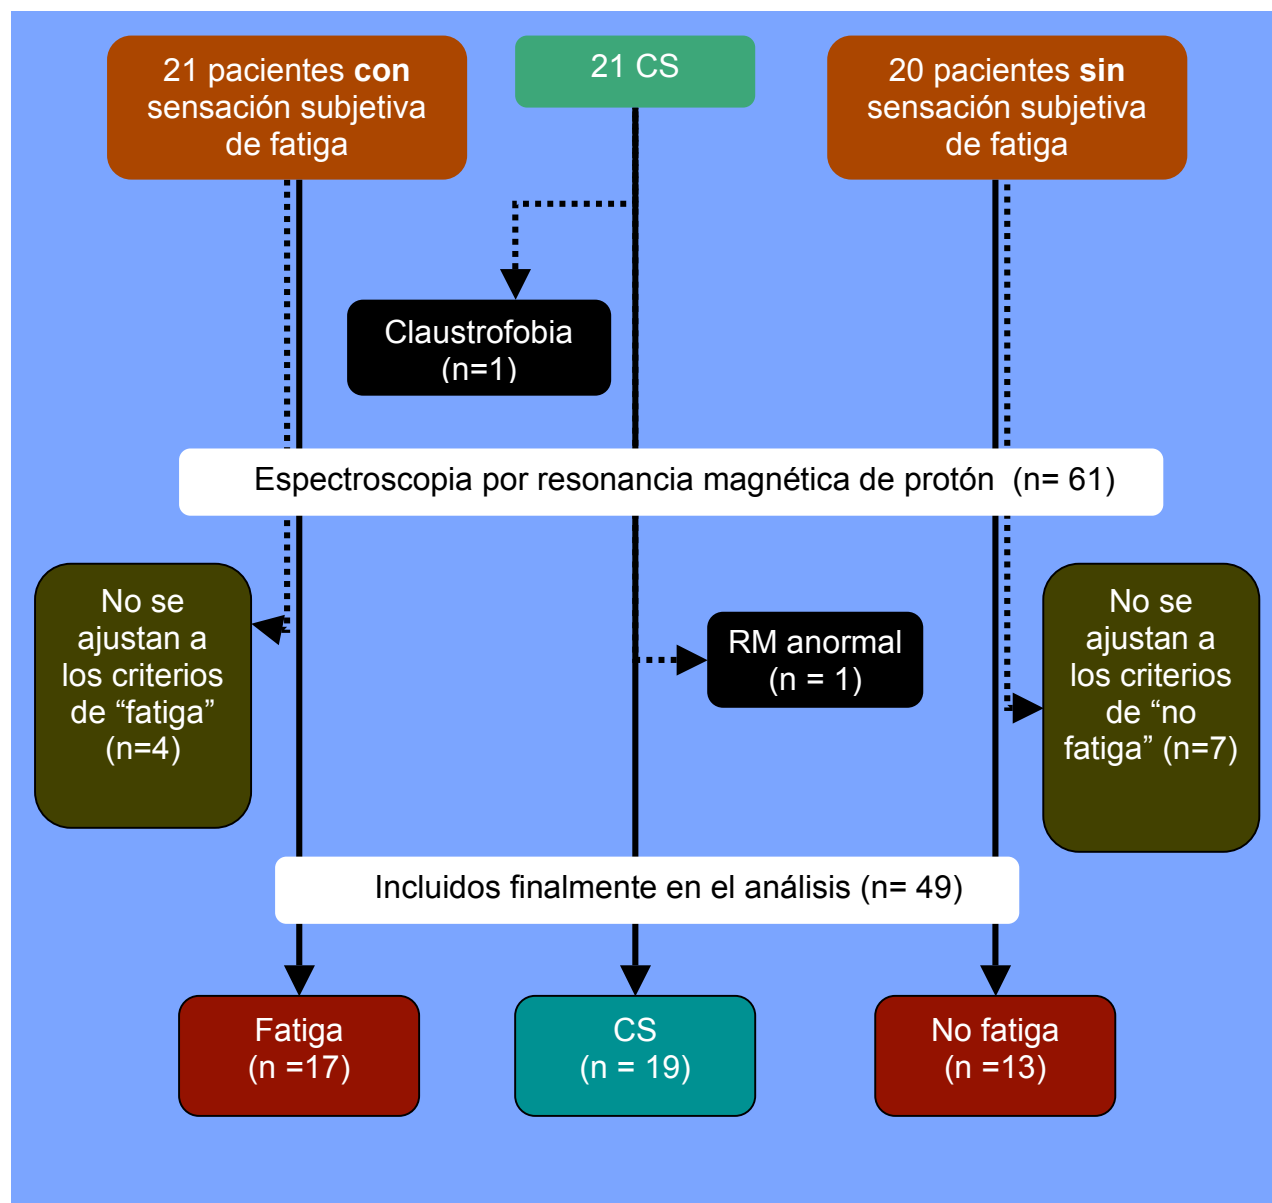 21 pacientes con
sensación subjetiva
de fatiga
21 CS
20 pacientes sin
sensación subjetiva
de fatiga
Claustrofobia
(n=1)
Espectroscopia por resonancia magnética de protón (n= 61)
No se
ajustan a
los criterios
de “fatiga”
(n=4)
RM anormal
(n = 1)
No se
ajustan a
los criterios
de “no
fatiga” (n=7)
Incluidos finalmente en el análisis (n= 49)
Fatiga
(n =17)
CS
(n = 19)
No fatiga
(n =13)